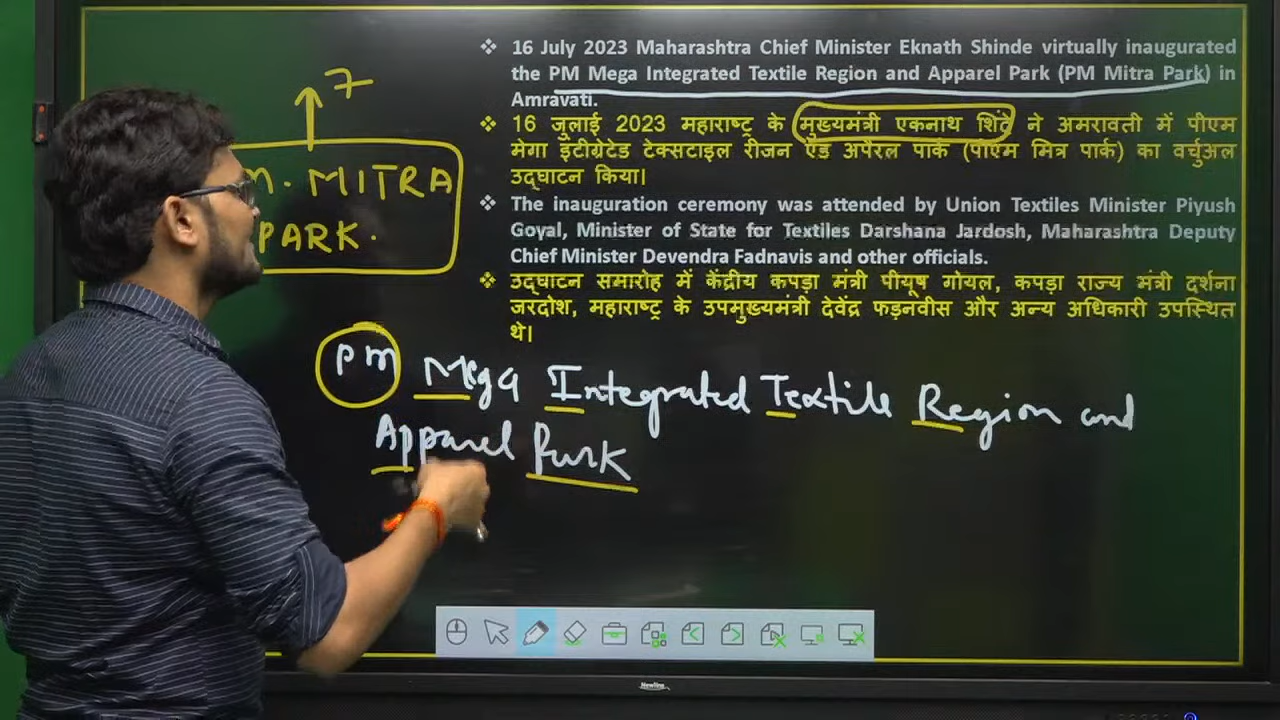 ❖ 16 July 2023 Maharashtra Chief Minister Eknath Shinde virtually inaugurated
the PM Mega Integrated Textile Region and Apparel Park (PM Mitra Park) in
Amravati.
❖ 16 जुलाई 2023 महाराष्ट्र के मुख्यमंत्री एकनाथ शिंदे ने अमरावती में पीएम
मेगा इंटीग्रेटेड टेक्सटाइल रीजन एंड अपैरल पार्क (पीएम मित्र पार्क) का वर्चुअल
उद्घाटन किया।
❖ The inauguration ceremony was attended by Union Textiles Minister Piyush
Goyal, Minister of State for Textiles Darshana Jardosh, Maharashtra Deputy
Chief Minister Devendra Fadnavis and other officials.
❖ उद्घाटन समारोह में केंद्रीय कपड़ा मंत्री पीयूष गोयल, कपड़ा राज्य मंत्री दर्शना
जरदोश, महाराष्ट्र के उपमुख्यमंत्री देवेंद्र फड़नवीस और अन्य अधिकारी उपस्थित
थे।
7
M. MITRA
PARK.
PM Mega Integrated Textile Region and
Apparel Park
Newline